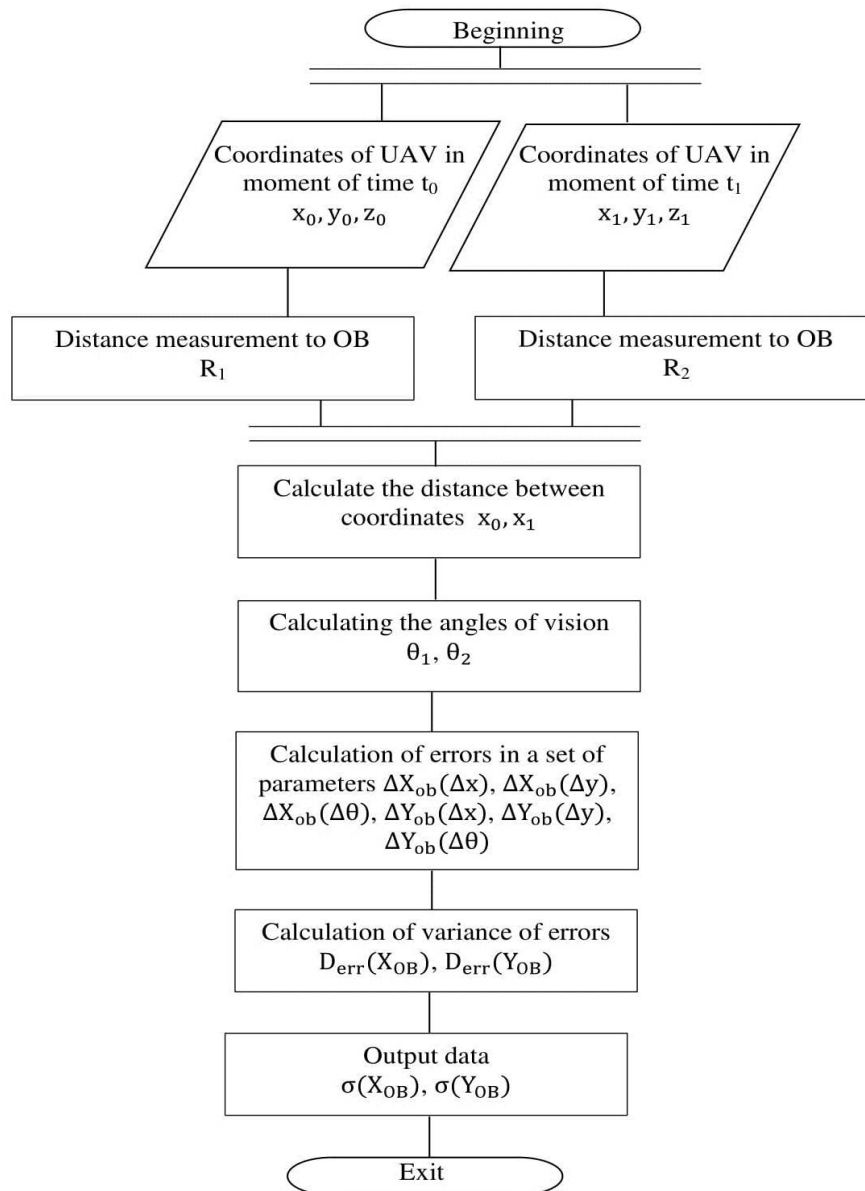 Beginning
Coordinates of UAV in
moment of time t₀
x₀, y₀, z₀
Coordinates of UAV in
moment of time t₁
x₁, y₁, z₁
Distance measurement to OB
R₁
Distance measurement to OB
R₂
Calculate the distance between
coordinates x₀, x₁
Calculating the angles of vision
θ₁, θ₂
Calculation of errors in a set of
parameters ΔX_ob(Δx), ΔX_ob(Δy),
ΔX_ob(Δθ), ΔY_ob(Δx), ΔY_ob(Δy),
ΔY_ob(Δθ)
Calculation of variance of errors
D_err(X_OB), D_err(Y_OB)
Output data
σ(X_OB), σ(Y_OB)
Exit